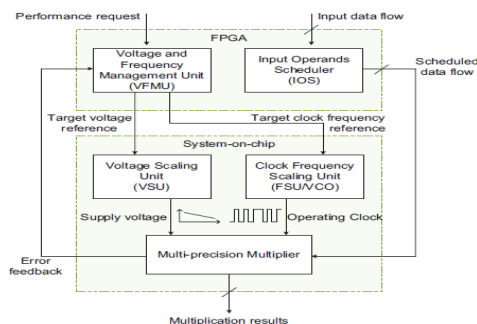 Performance request
Input data flow
FPGA
Voltage and
Frequency
Management Unit
(VFMU)
Input Operands
Scheduler
(IOS)
Scheduled
data flow
Target voltage
reference
Target clock frequency
reference
System-on-chip
Voltage Scaling
Unit
(VSU)
Clock Frequency
Scaling Unit
(FSU/VCO)
Supply voltage
Operating Clock
Multi-precision Multiplier
Error
feedback
Multiplication results